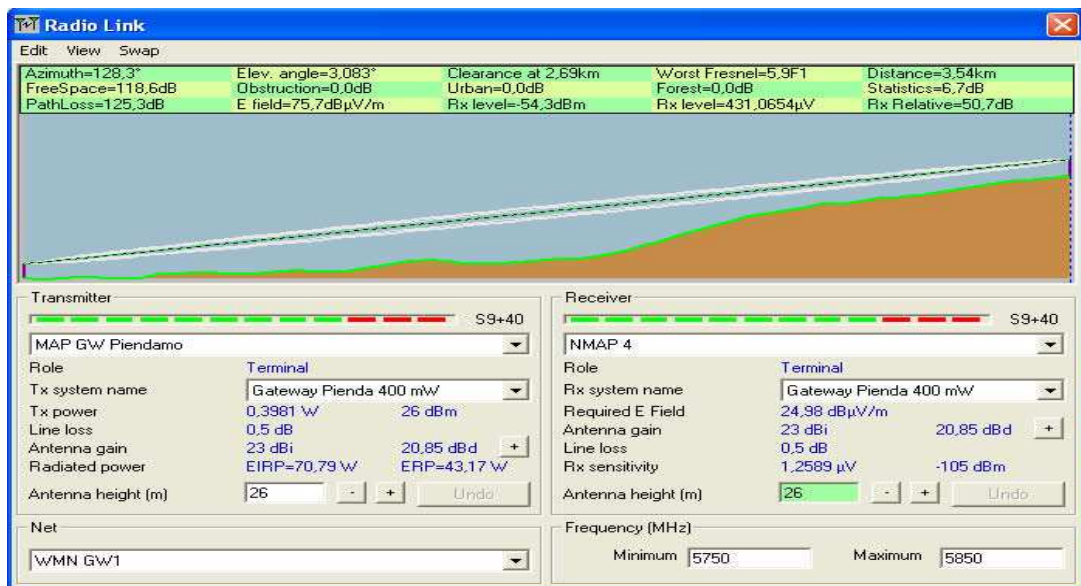 Radio Link
Edit View Swap
Azimuth=128,3° Elev. angle=3,083° Clearance at 2,69km Worst Fresnel=5,9F1 Distance=3,54km
FreeSpace=118,6dB Obstruction=0,0dB Urban=0,0dB Forest=0,0dB Statistics=6,7dB
PathLoss=125,3dB E field=75,7dBµV/m Rx level=-54,3dBm Rx level=431,0654µV Rx Relative=50,7dB
Transmitter
S9+40
MAP GW Piendamo
Role Terminal
Tx system name Gateway Pienda 400 mW
Tx power 0,3981 W 26 dBm
Line loss 0,5 dB
Antenna gain 23 dBi 20,85 dBd +
Radiated power EIRP=70,79 W ERP=43,17 W
Antenna height (m) 26 - + Undo
Receiver
S9+40
NMAP 4
Role Terminal
Rx system name Gateway Pienda 400 mW
Required E Field 24,98 dBµV/m
Antenna gain 23 dBi 20,85 dBd +
Line loss 0,5 dB
Rx sensitivity 1,2589 µV -105 dBm
Antenna height (m) 26 - + Undo
Net
WMN GW1
Frequency (MHz)
Minimum 5750 Maximum 5850